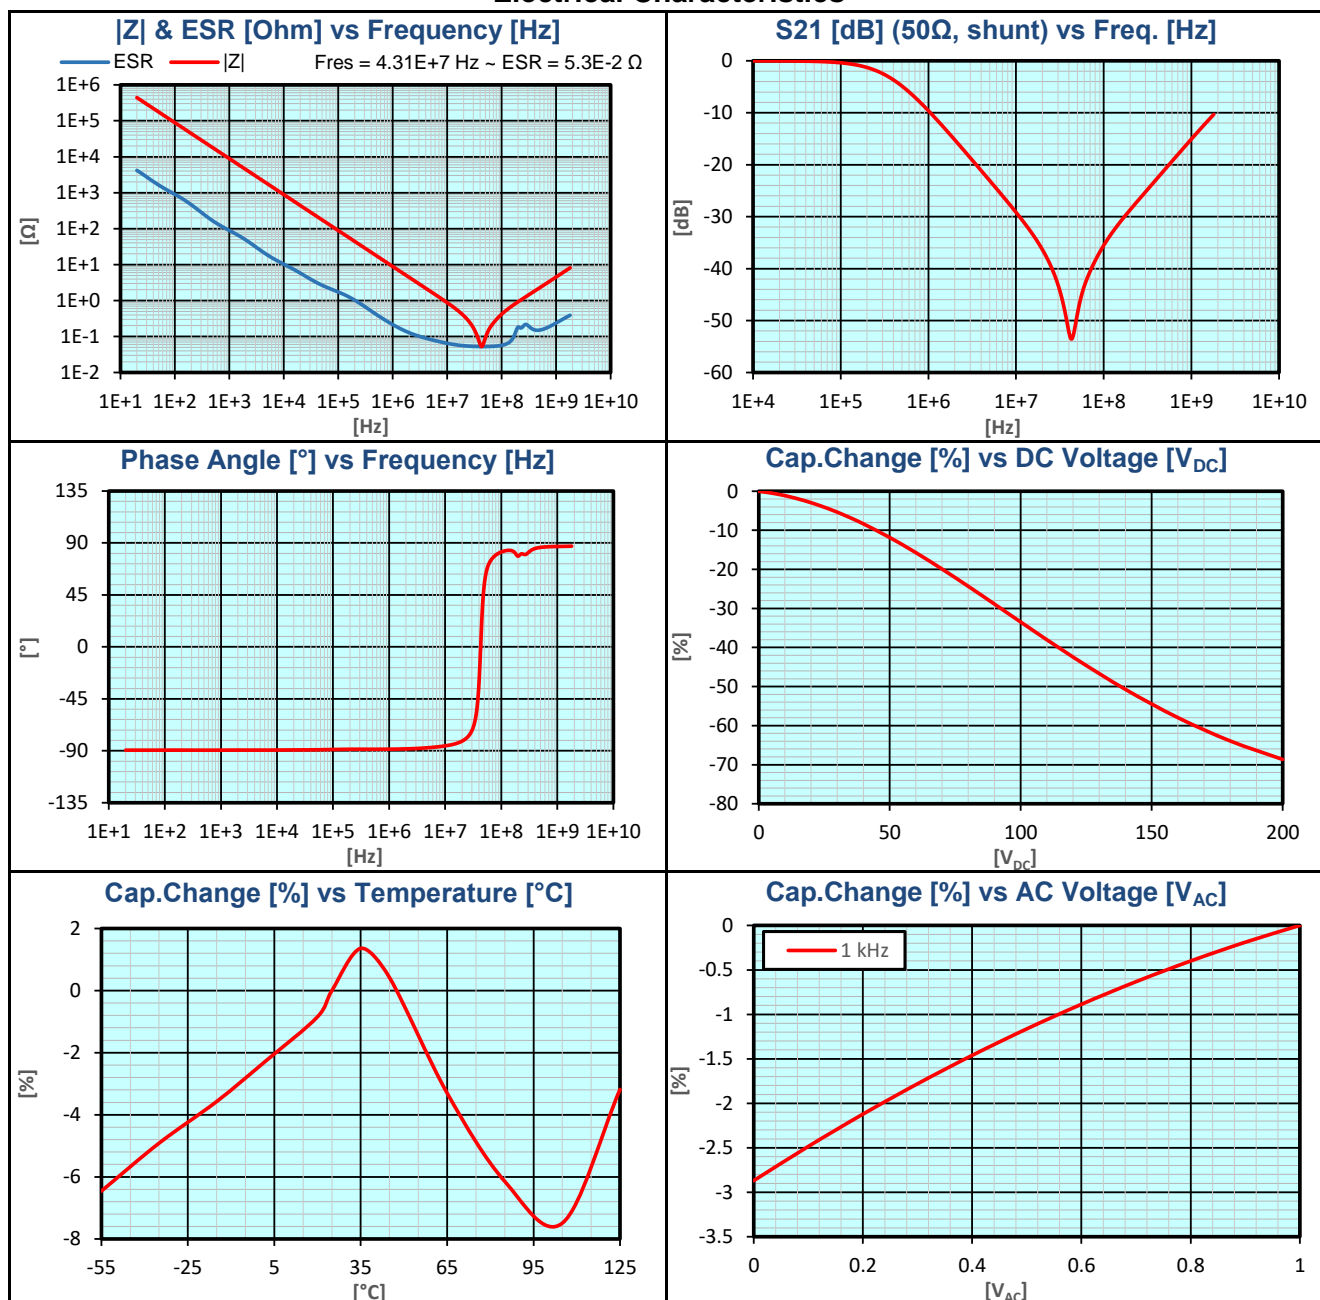 |Z| & ESR [Ohm] vs Frequency [Hz]
ESR |Z| Fres = 4.31E+7 Hz ~ ESR = 5.3E-2 Ω
1E+6
1E+5
1E+4
1E+3
1E+2
1E+1
1E+0
1E-1
1E-2
[Ω]
1E+1 1E+2 1E+3 1E+4 1E+5 1E+6 1E+7 1E+8 1E+9 1E+10
[Hz]
S21 [dB] (50Ω, shunt) vs Freq. [Hz]
0
-10
-20
-30
-40
-50
-60
[dB]
1E+4 1E+5 1E+6 1E+7 1E+8 1E+9 1E+10
[Hz]
Phase Angle [°] vs Frequency [Hz]
135
90
45
0
-45
-90
-135
[°]
1E+1 1E+2 1E+3 1E+4 1E+5 1E+6 1E+7 1E+8 1E+9 1E+10
[Hz]
Cap.Change [%] vs DC Voltage [VDC]
0
-10
-20
-30
-40
-50
-60
-70
-80
[%]
0 50 100 150 200
[VDC]
Cap.Change [%] vs Temperature [°C]
2
0
-2
-4
-6
-8
[%]
-55 -25 5 35 65 95 125
[°C]
Cap.Change [%] vs AC Voltage [VAC]
1 kHz
0
-0.5
-1
-1.5
-2
-2.5
-3
-3.5
[%]
0 0.2 0.4 0.6 0.8 1
[VAC]